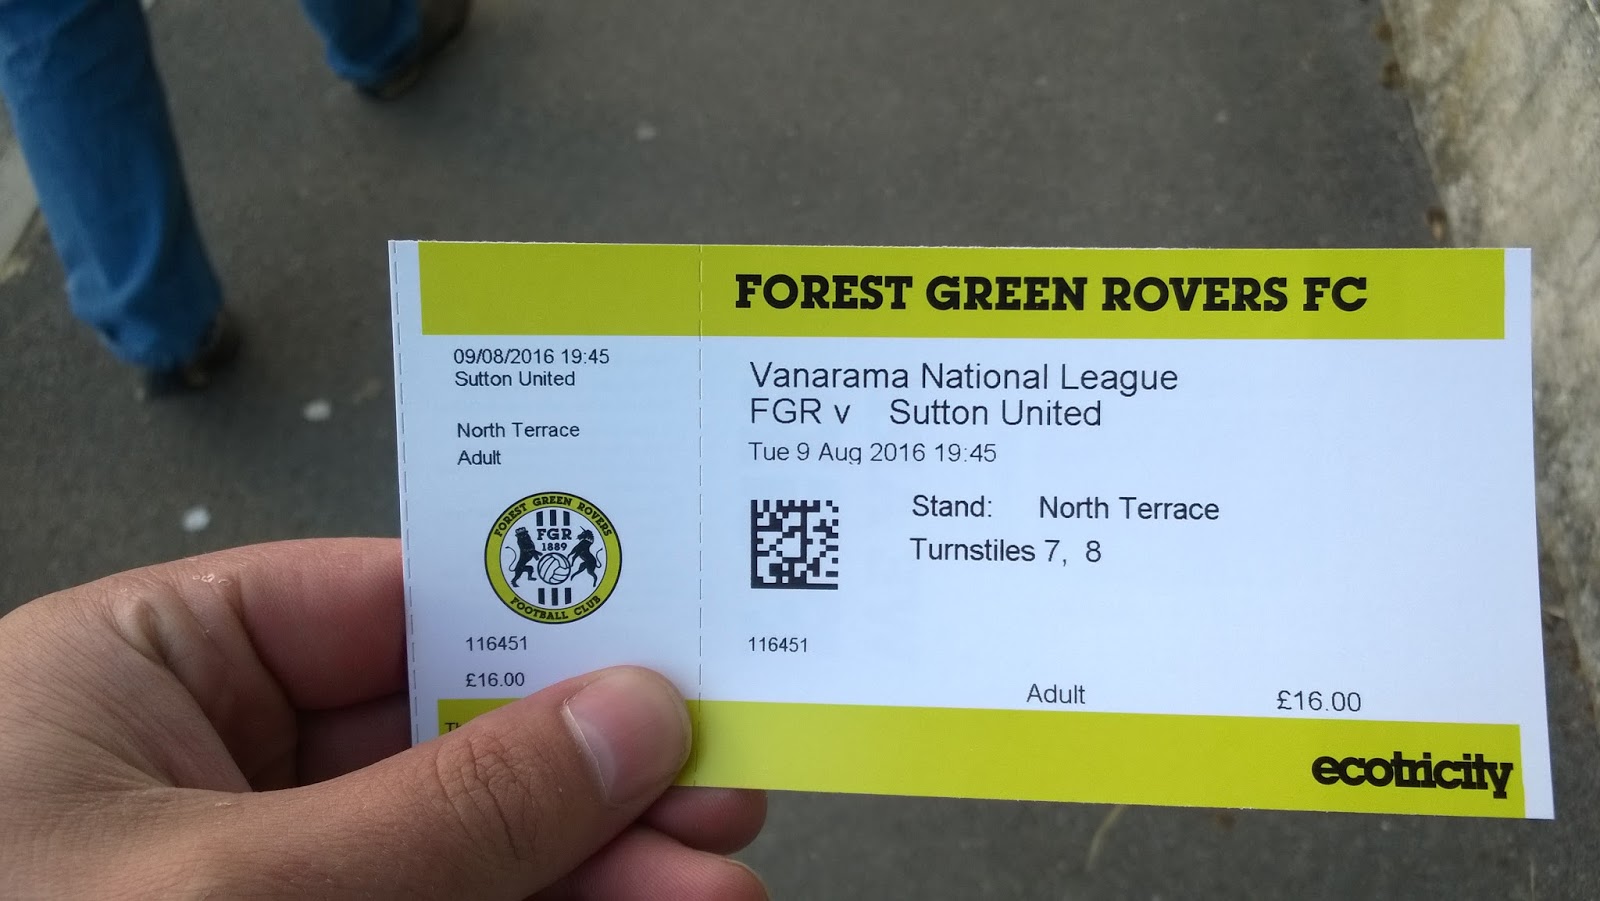 FOREST GREEN ROVERS FC
09/08/2016 19:45
Sutton United
North Terrace
Adult
FOREST GREEN ROVERS
FGR
1889
FOOTBALL CLUB
116451
£16.00
Vanarama National League
FGR v Sutton United
Tue 9 Aug 2016 19:45
Stand: North Terrace
Turnstiles 7, 8
116451
Adult £16.00
ecotricity